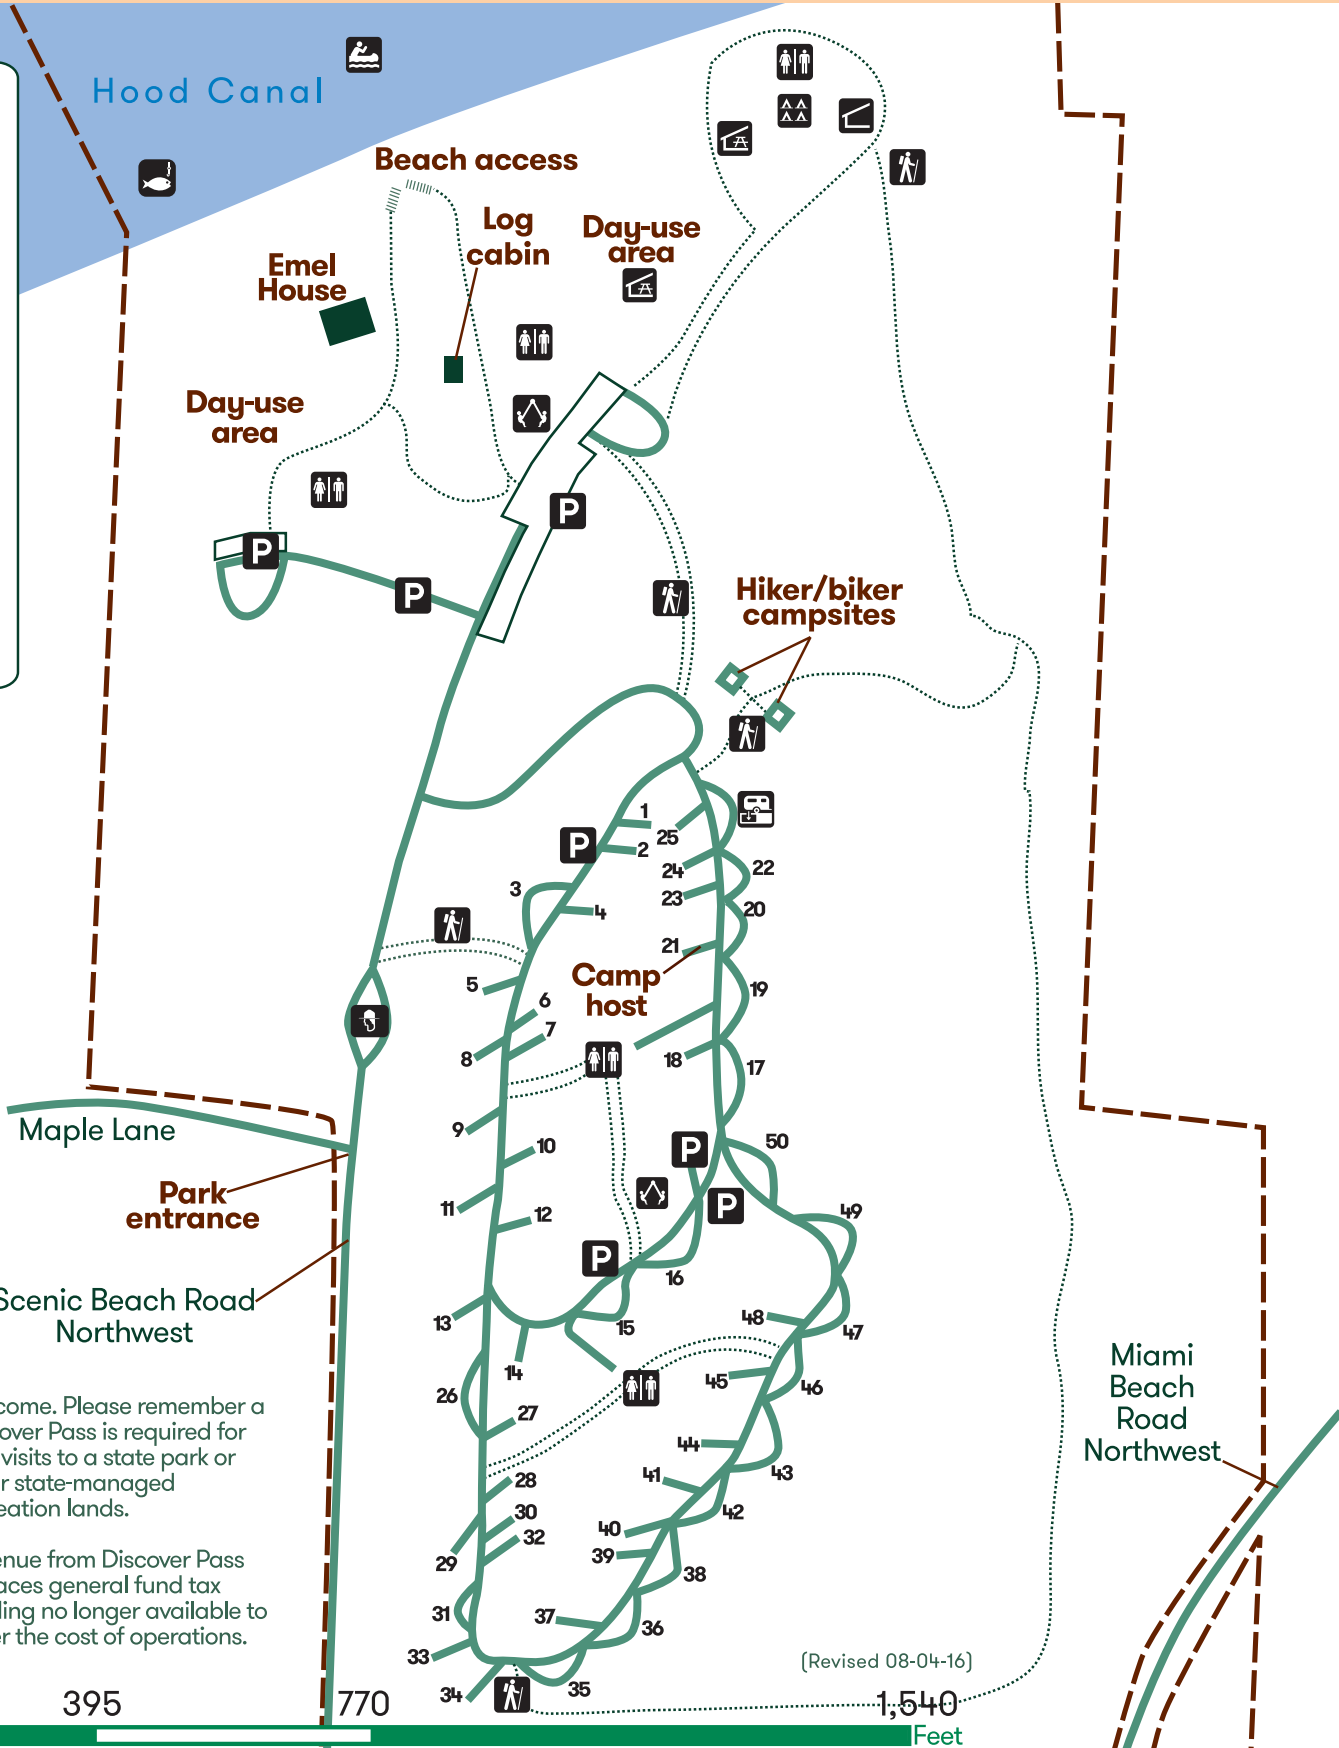 Hood Canal
Beach access
Log
cabin
Day-use
area
Emel
House
Day-use
area
P
P
P
Hiker/biker
campsites
1
25
P
2
24
22
3
23
20
4
21
Camp
host
5
19
6
7
8
18
17
9
10
P
50
11
12
P
49
P
16
13
15
48
47
14
46
45
26
27
44
43
41
28
42
30
40
32
39
29
38
31
37
36
33
35
34
Maple Lane
Park
entrance
Scenic Beach Road
Northwest
Miami
Beach
Road
Northwest
come. Please remember a
over Pass is required for
visits to a state park or
r state-managed
eation lands.
enue from Discover Pass
aces general fund tax
ding no longer available to
er the cost of operations.
(Revised 08-04-16)
395
770
1,540
Feet